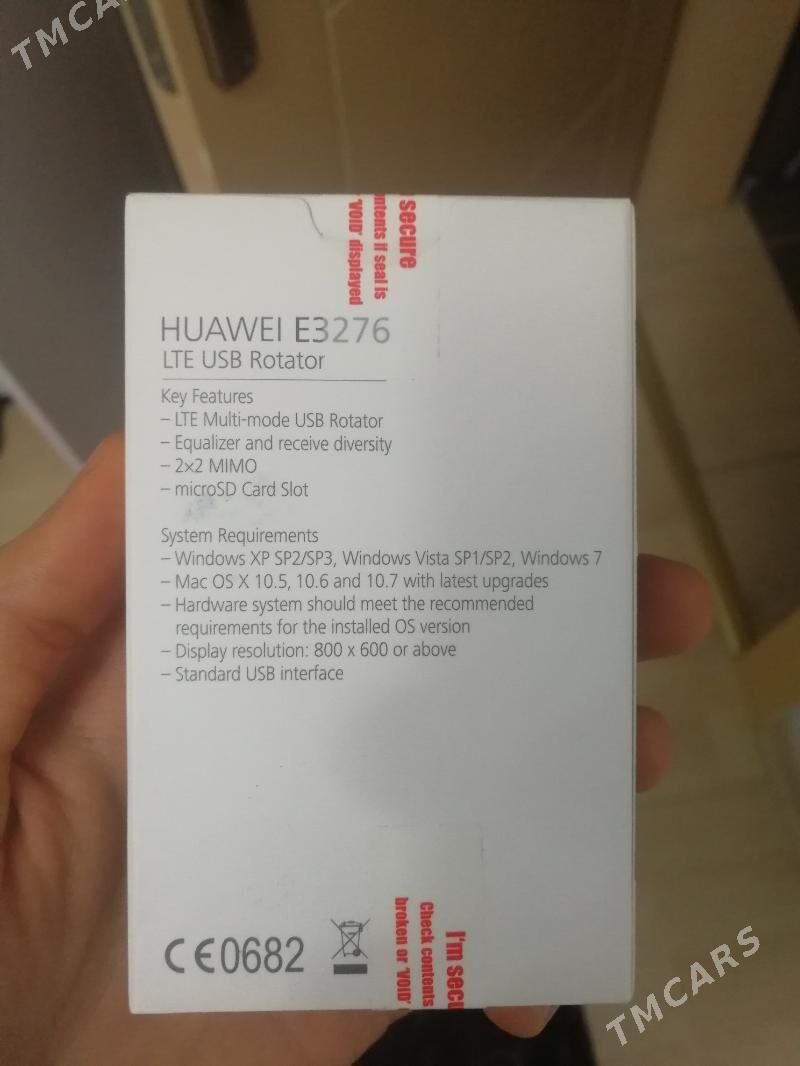 TMCARS
secure
ontents if seal is
'VOID' displayed
HUAWEI E3276
LTE USB Rotator
Key Features
– LTE Multi-mode USB Rotator
– Equalizer and receive diversity
– 2×2 MIMO
– microSD Card Slot
System Requirements
– Windows XP SP2/SP3, Windows Vista SP1/SP2, Windows 7
– Mac OS X 10.5, 10.6 and 10.7 with latest upgrades
– Hardware system should meet the recommended
requirements for the installed OS version
– Display resolution: 800 x 600 or above
– Standard USB interface
CE0682
I'm secu
Check contents
broken or 'VOID'
TMCARS